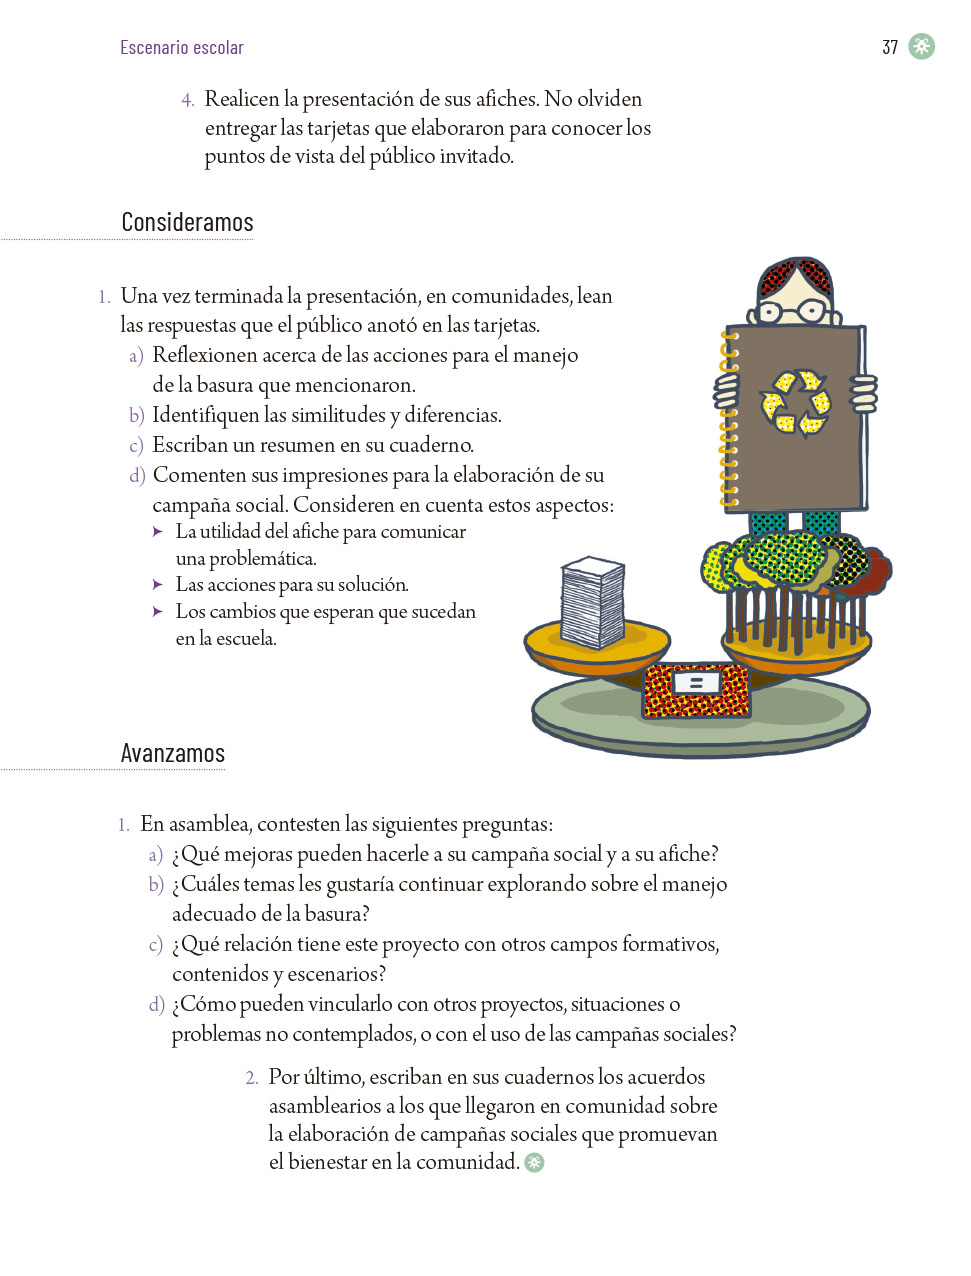 Escenario escolar
37
4. Realicen la presentación de sus afiches. No olviden
entregar las tarjetas que elaboraron para conocer los
puntos de vista del público invitado.
Consideramos
1. Una vez terminada la presentación, en comunidades, lean
las respuestas que el público anotó en las tarjetas.
a) Reflexionen acerca de las acciones para el manejo
de la basura que mencionaron.
b) Identifiquen las similitudes y diferencias.
c) Escriban un resumen en su cuaderno.
d) Comenten sus impresiones para la elaboración de su
campaña social. Consideren en cuenta estos aspectos:
➤ La utilidad del afiche para comunicar
una problemática.
➤ Las acciones para su solución.
➤ Los cambios que esperan que sucedan
en la escuela.
=
Avanzamos
1. En asamblea, contesten las siguientes preguntas:
a) ¿Qué mejoras pueden hacerle a su campaña social y a su afiche?
b) ¿Cuáles temas les gustaría continuar explorando sobre el manejo
adecuado de la basura?
c) ¿Qué relación tiene este proyecto con otros campos formativos,
contenidos y escenarios?
d) ¿Cómo pueden vincularlo con otros proyectos, situaciones o
problemas no contemplados, o con el uso de las campañas sociales?
2. Por último, escriban en sus cuadernos los acuerdos
asamblearios a los que llegaron en comunidad sobre
la elaboración de campañas sociales que promuevan
el bienestar en la comunidad.